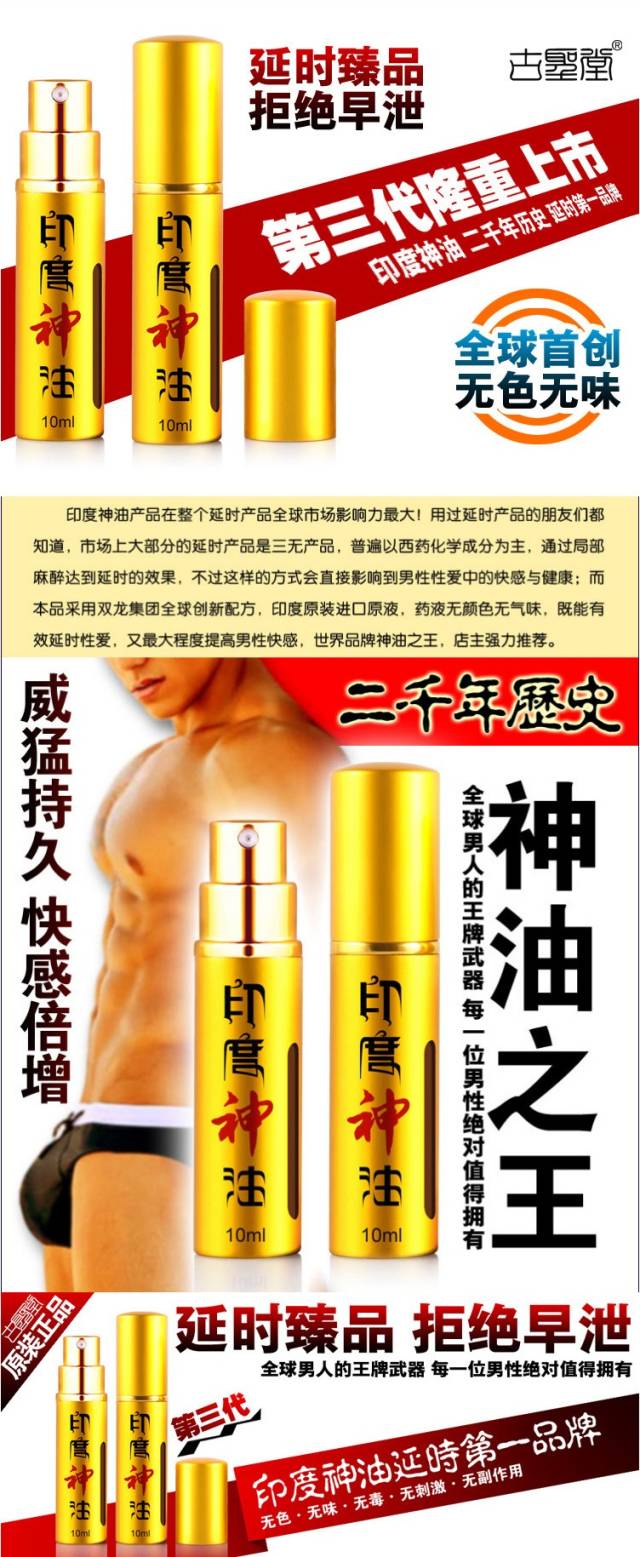 延时臻品
拒绝早泄
古圣堂®
第三代隆重上市
印度神油 二千年历史 延时第一品牌
全球首创
无色无味
印度神油
10ml
印度神油
10ml
印度神油产品在整个延时产品全球市场影响力最大！用过延时产品的朋友们都
知道，市场上大部分的延时产品是三无产品，普遍以西药化学成分为主，通过局部
麻醉达到延时的效果，不过这样的方式会直接影响到男性性爱中的快感与健康；而
本品采用双龙集团全球创新配方，印度原装进口原液，药液无颜色无气味，既能有
效延时性爱，又最大程度提高男性快感，世界品牌神油之王，店主强力推荐。
威猛持久 快感倍增
二千年歷史
神油之王
全球男人的王牌武器 每一位男性绝对值得拥有
印度神油
10ml
印度神油
10ml
古圣堂
原装正品
延时臻品 拒绝早泄
全球男人的王牌武器 每一位男性绝对值得拥有
第三代
印度神油延時第一品牌
无色·无味·无毒·无刺激·无副作用
印度神油
10ml
印度神油
10ml